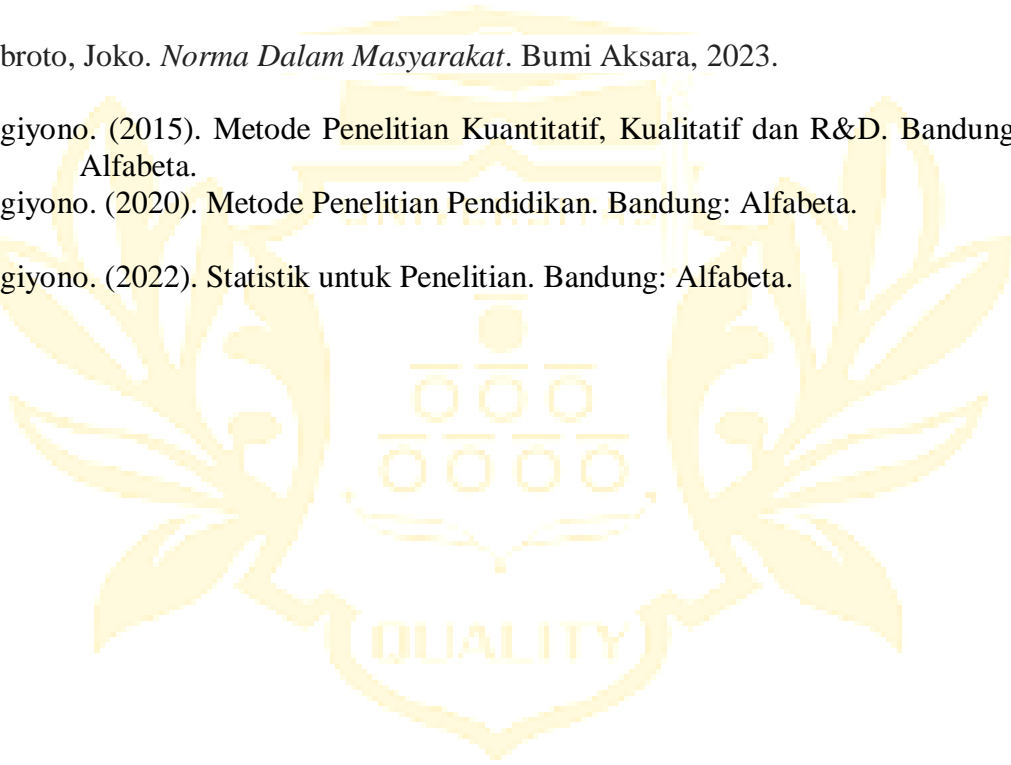 broto, Joko. Norma Dalam Masyarakat. Bumi Aksara, 2023.
giyono. (2015). Metode Penelitian Kuantitatif, Kualitatif dan R&D. Bandung
Alfabeta.
giyono. (2020). Metode Penelitian Pendidikan. Bandung: Alfabeta.
giyono. (2022). Statistik untuk Penelitian. Bandung: Alfabeta.
QUALITY